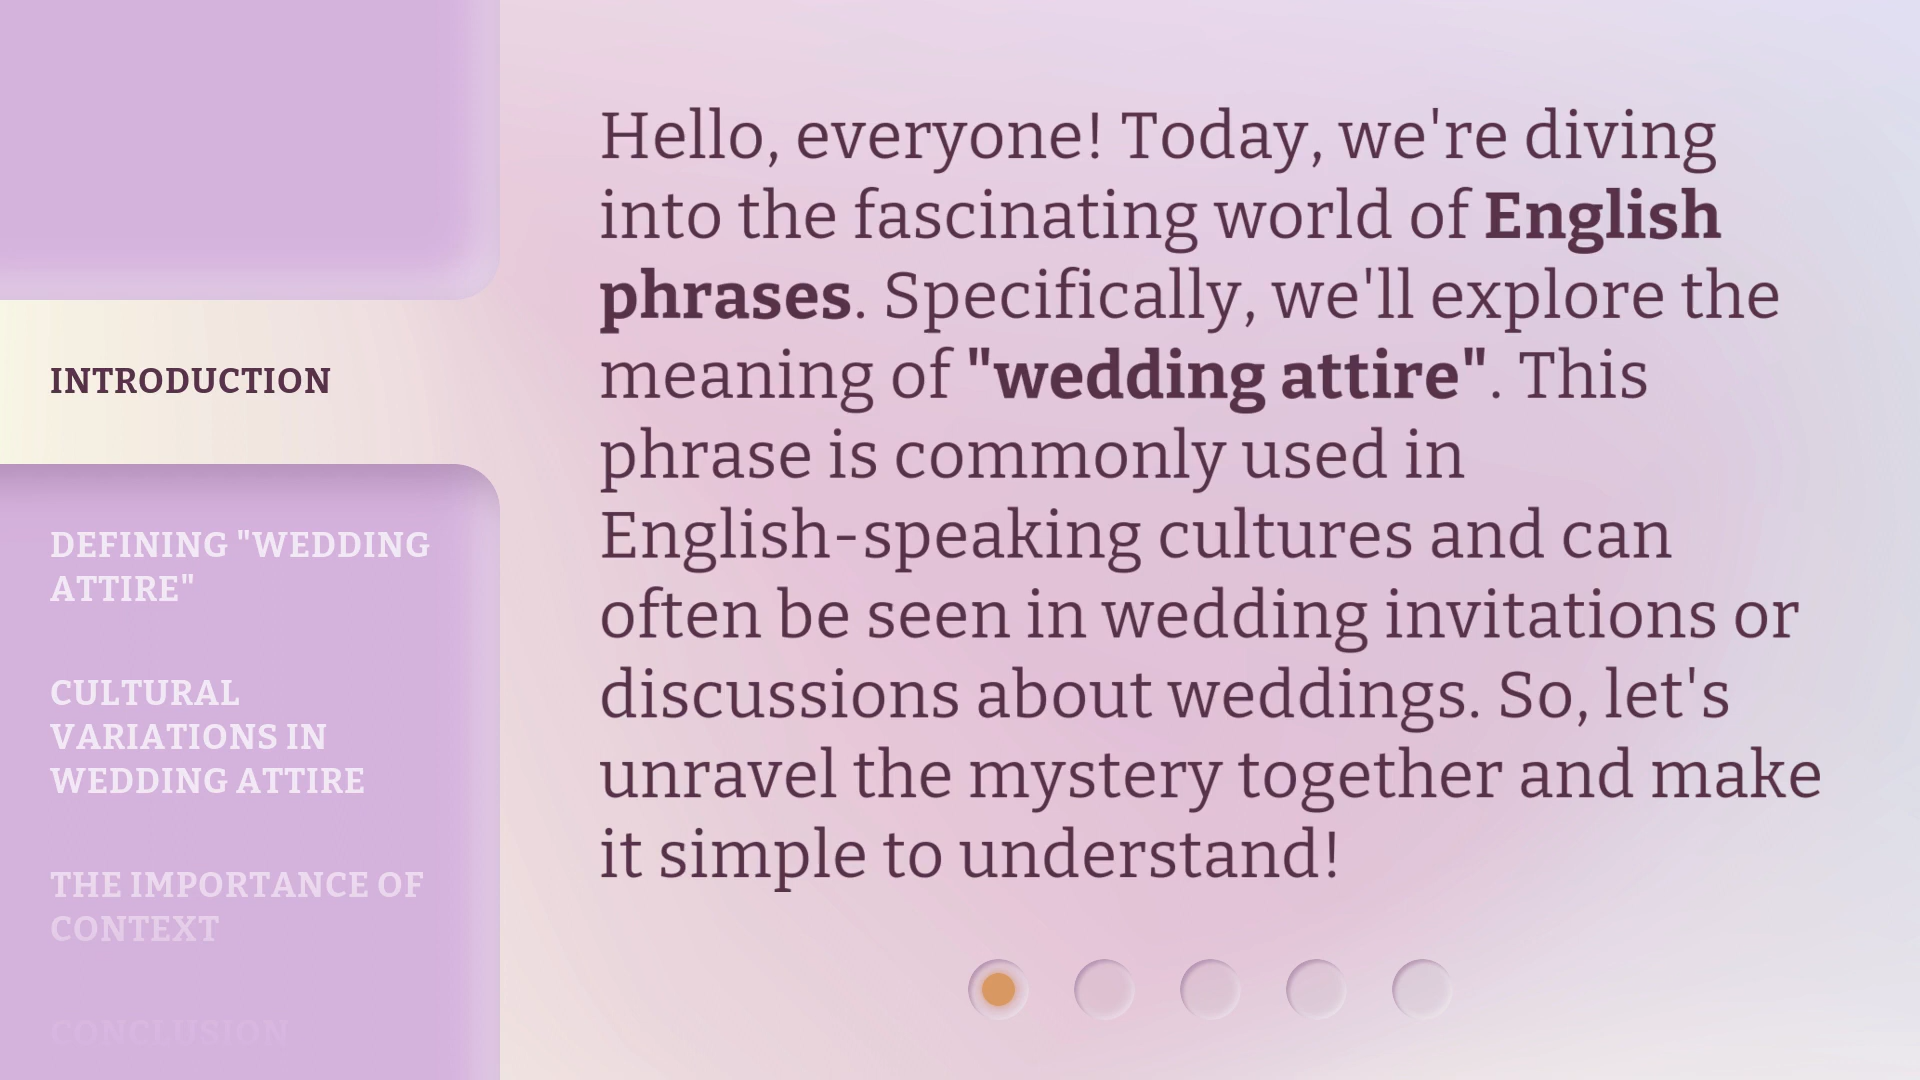 INTRODUCTION
DEFINING "WEDDING
ATTIRE"
CULTURAL
VARIATIONS IN
WEDDING ATTIRE
THE IMPORTANCE OF
CONTEXT
CONCLUSION
Hello, everyone! Today, we're diving
into the fascinating world of English
phrases. Specifically, we'll explore the
meaning of "wedding attire". This
phrase is commonly used in
English-speaking cultures and can
often be seen in wedding invitations or
discussions about weddings. So, let's
unravel the mystery together and make
it simple to understand!